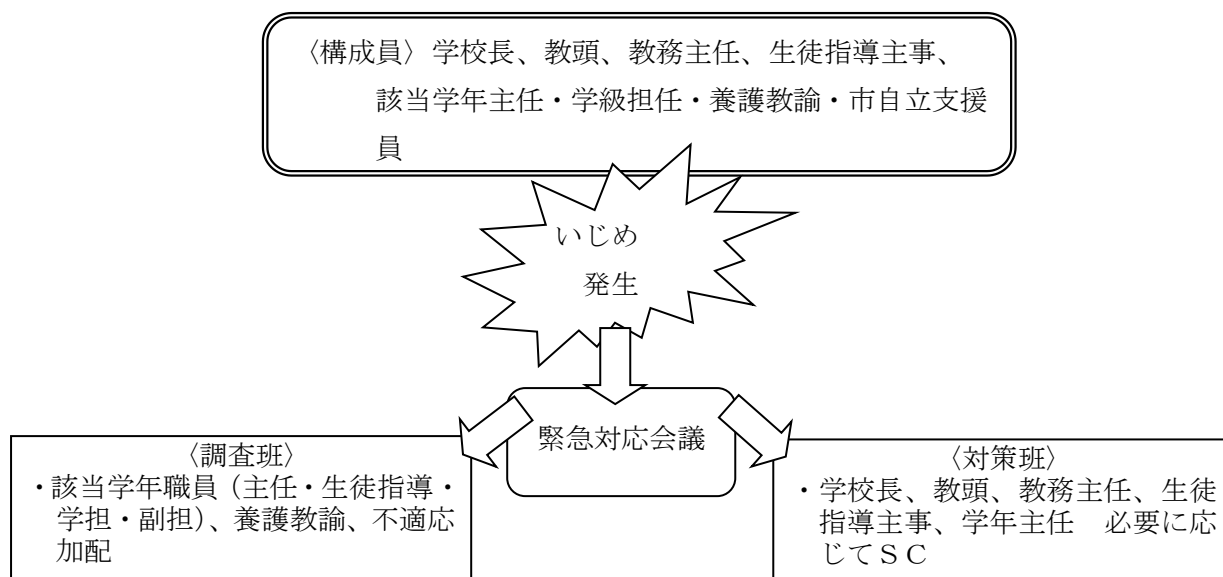 〈構成員〉学校長、教頭、教務主任、生徒指導主事、
該当学年主任・学級担任・養護教諭・市自立支援
員
いじめ
発生
緊急対応会議
〈調査班〉
・該当学年職員(主任・生徒指導・
学担・副担)、養護教諭、不適応
加配
〈対策班〉
・学校長、教頭、教務主任、生徒
指導主事、学年主任 必要に応
じてSC